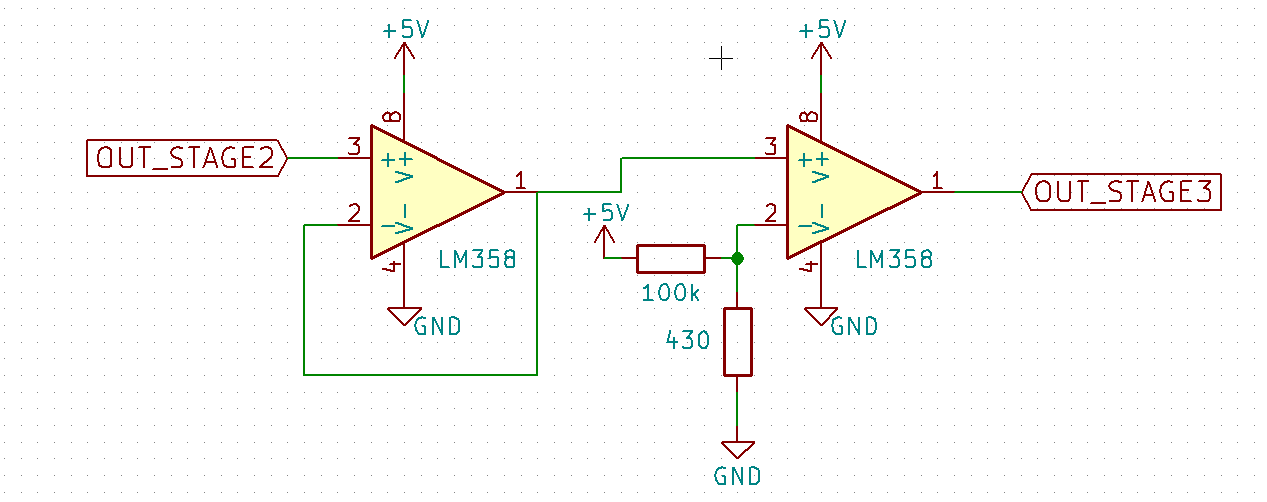 +5V
+5V
8
8
OUT_STAGE2
3
+
V+
1
3
+
V+
1
OUT_STAGE3
2
-
V-
+5V
2
-
V-
4
LM358
4
LM358
100k
GND
GND
430
GND